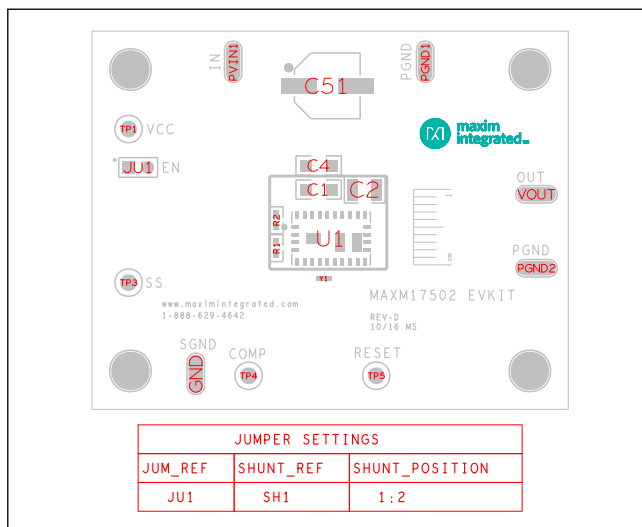 IN
PVIN1
C51
PGND
PGND1
TP1 VCC
maxim
integrated™
JU1 EN
C4
C1 C2
OUT
VOUT
R2
R1
U1
1
Y1
PGND
PGND2
TP3 SS
MAXM17502 EVKIT
www.maximintegrated.com
1-888-629-4642
REV-D
10/16 MS
SGND
GND
COMP
TP4
RESET
TP5
JUMPER SETTINGS
JUM_REF SHUNT_REF SHUNT_POSITION
JU1 SH1 1:2